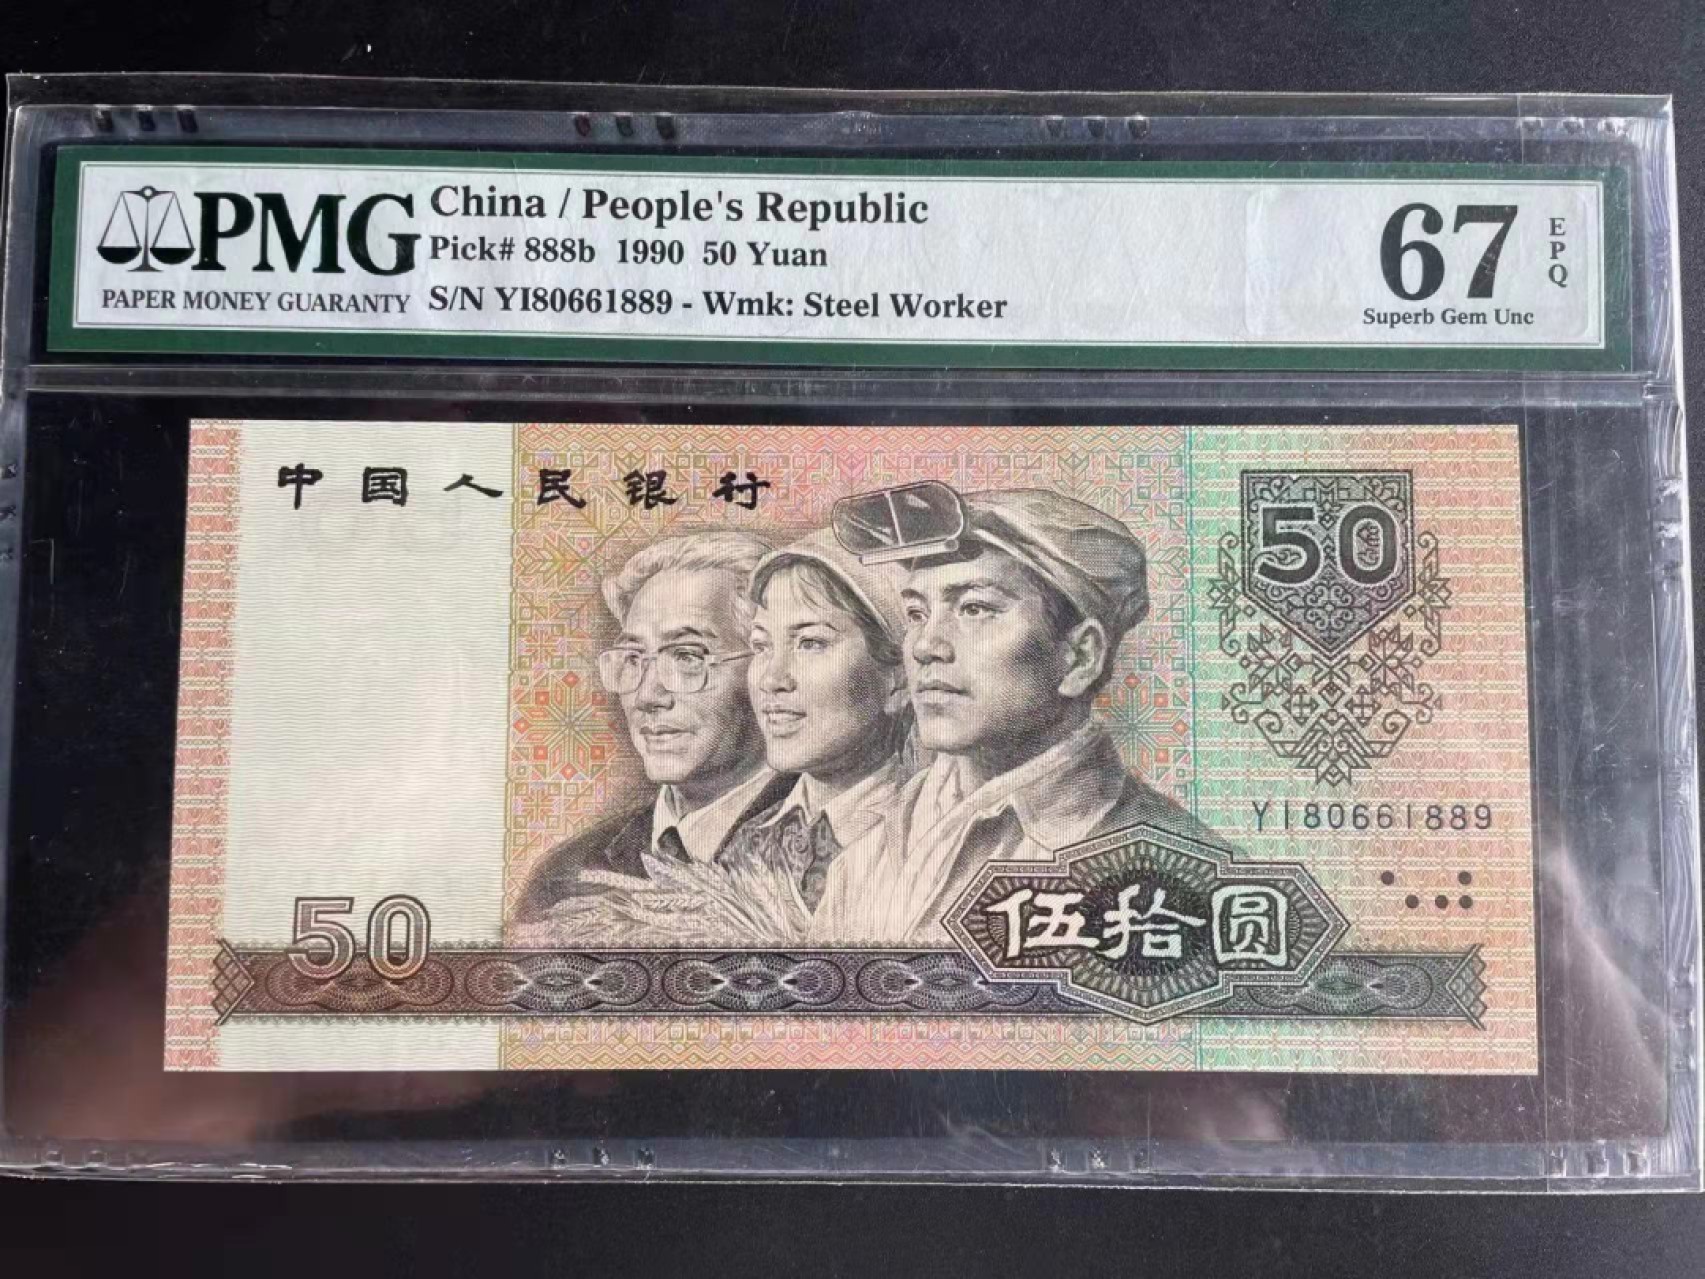 PMG
PAPER MONEY GUARANTY
China / People's Republic
Pick# 888b 1990 50 Yuan
S/N YI80661889 - Wmk: Steel Worker
67
EPQ
Superb Gem Unc
中国人民银行
50
YI80661889
50
伍拾圆